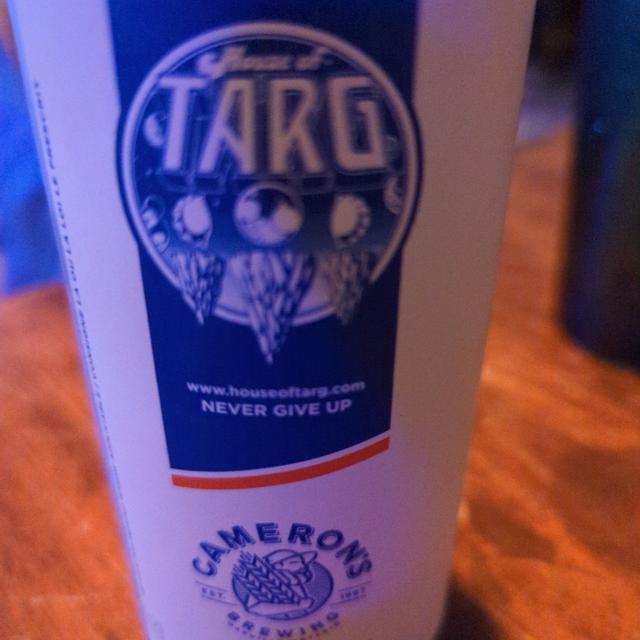 House of
TARG
www.houseoftarg.com
NEVER GIVE UP
CAMERON'S
EST. 1997
BREWING